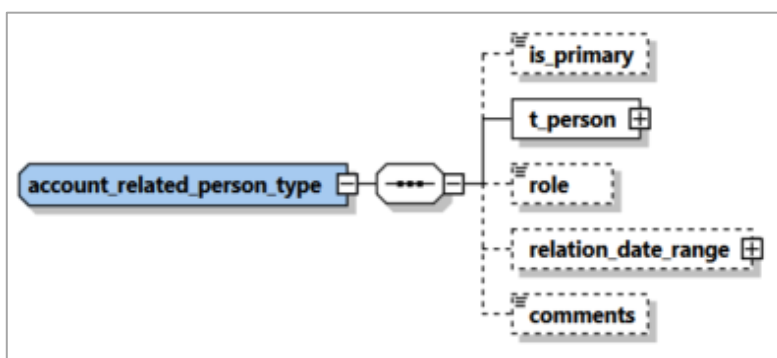 is_primary
t_person
account_related_person_type
role
relation_date_range
comments